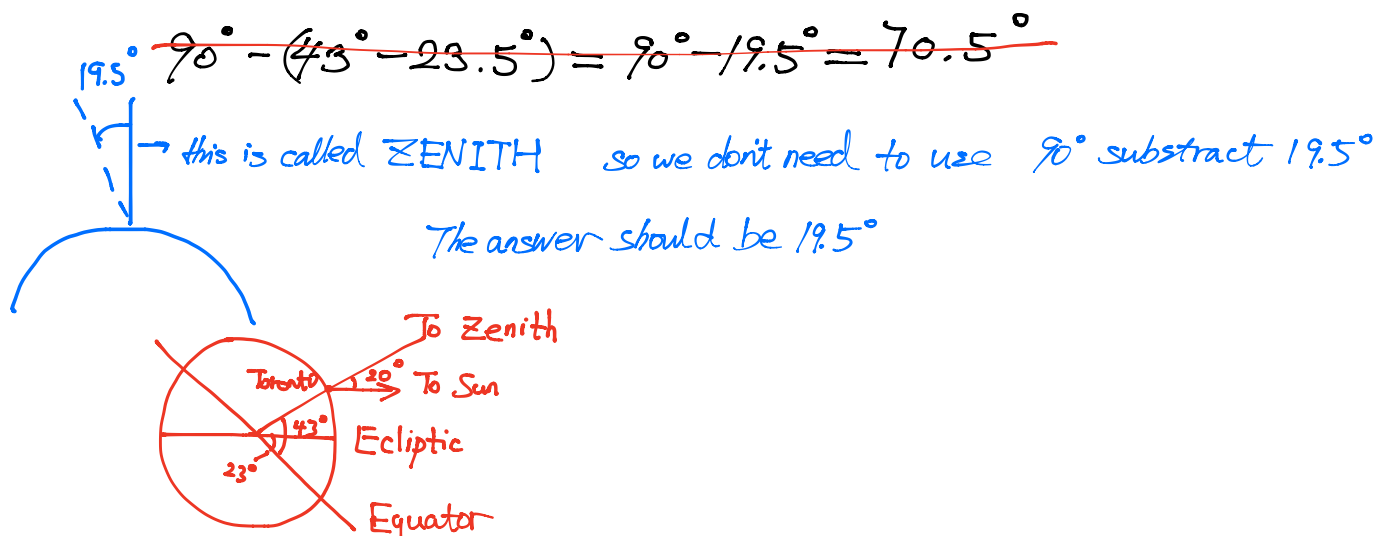 90° - (43° - 23.5°) = 90° - 19.5° = 70.5°
19.5°
→ this is called ZENITH so we don't need to use 90° substract 19.5°
The answer should be 19.5°
To Zenith
Toronto 20° To Sun
43° Ecliptic
23°
Equator